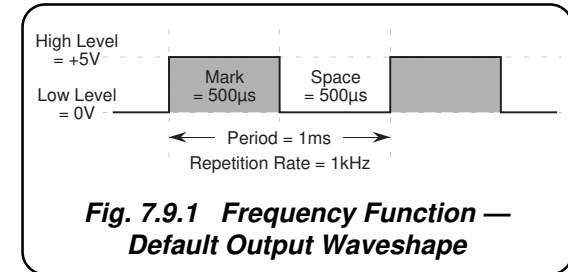 High Level
= +5V
Mark
= 500µs
Space
= 500µs
Low Level
= 0V
Period = 1ms
Repetition Rate = 1kHz
Fig. 7.9.1 Frequency Function —
Default Output Waveshape